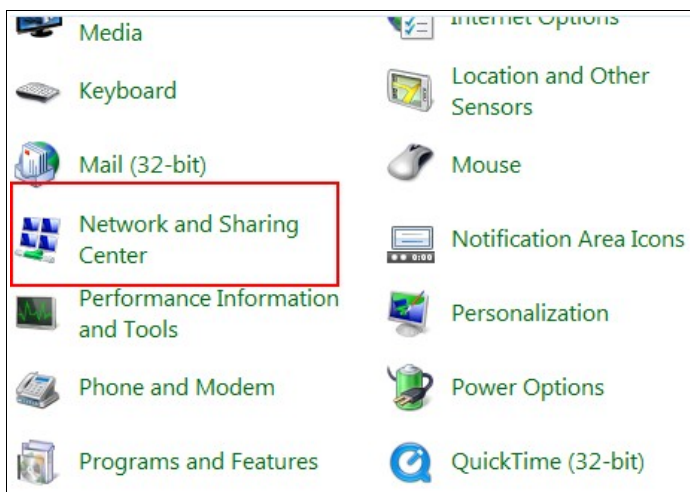 Media
Internet Options
Keyboard
Location and Other
Sensors
Mail (32-bit)
Mouse
Network and Sharing
Center
Notification Area Icons
Performance Information
and Tools
Personalization
Phone and Modem
Power Options
Programs and Features
QuickTime (32-bit)